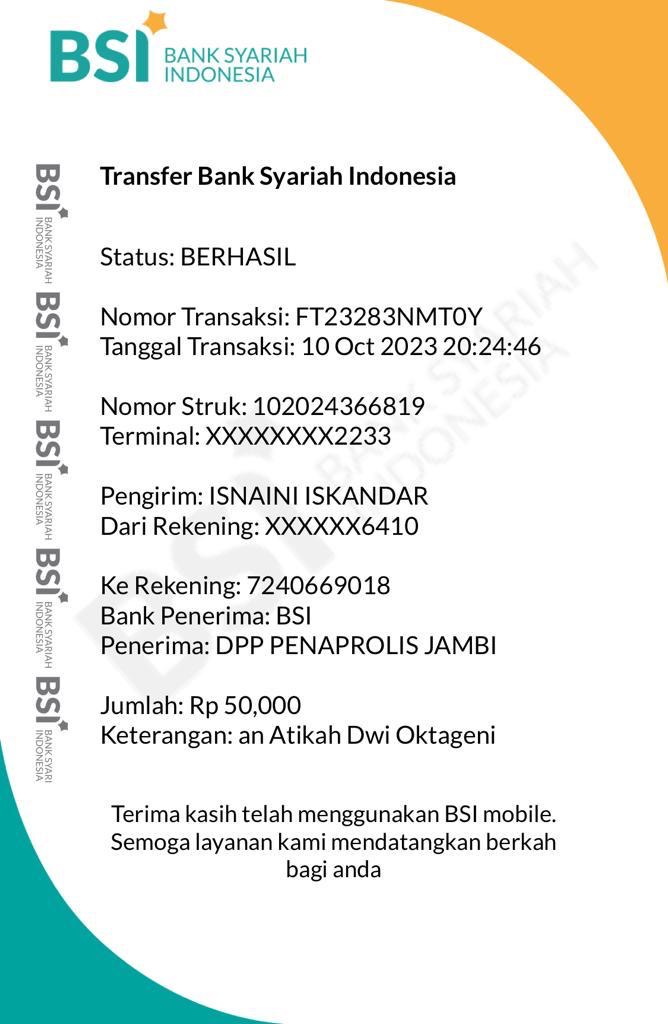 BSI BANK SYARIAH
INDONESIA
Transfer Bank Syariah Indonesia
Status: BERHASIL
Nomor Transaksi: FT23283NMT0Y
Tanggal Transaksi: 10 Oct 2023 20:24:46
Nomor Struk: 102024366819
Terminal: XXXXXXXX2233
Pengirim: ISNAINI ISKANDAR
Dari Rekening: XXXXXX6410
Ke Rekening: 7240669018
Bank Penerima: BSI
Penerima: DPP PENAPROLIS JAMBI
Jumlah: Rp 50,000
Keterangan: an Atikah Dwi Oktageni
Terima kasih telah menggunakan BSI mobile.
Semoga layanan kami mendatangkan berkah
bagi anda
BSI BANK SYARIAH
INDONESIA
BSI BANK SYARIAH
INDONESIA
BSI BANK SYARIAH
INDONESIA
BSI BANK SYARIAH
INDONESIA
BSI BANK SYARI
INDONESIA
BSI BANK SYARIAH
INDONESIA